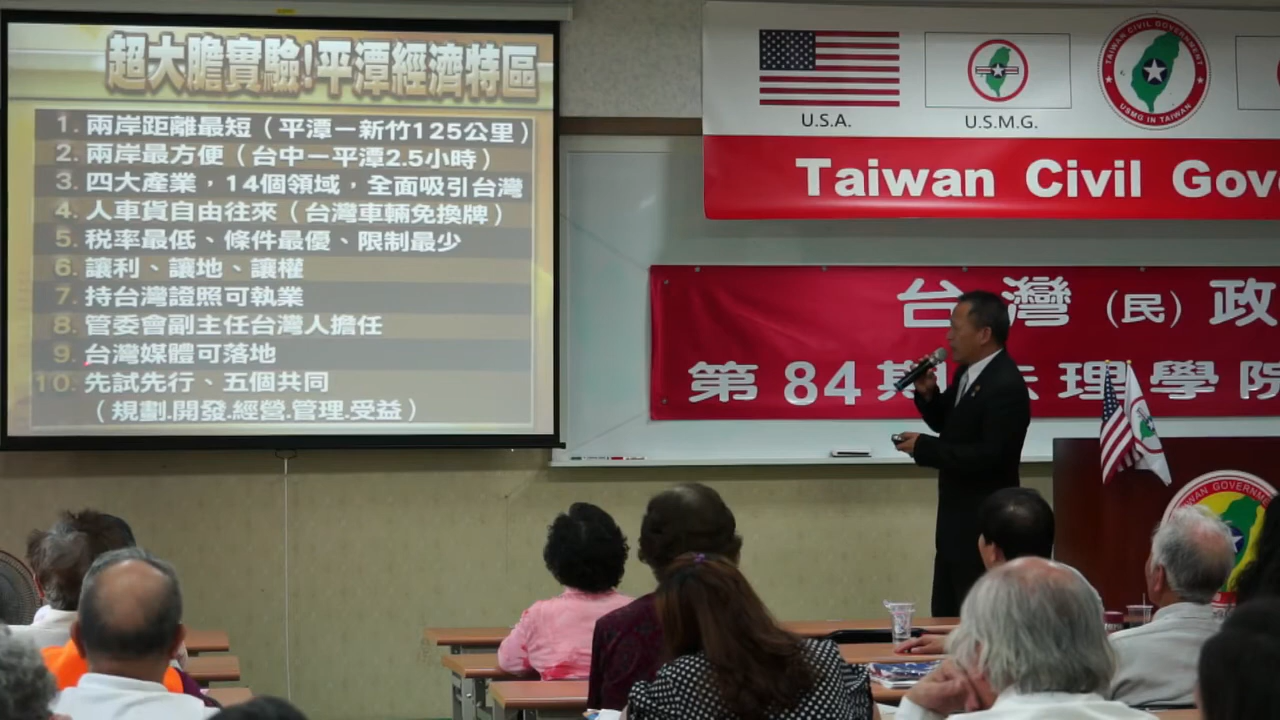 超大膽實驗!平潭經濟特區
1. 兩岸距離最短（平潭－新竹125公里）
2. 兩岸最方便（台中－平潭2.5小時）
3. 四大產業，14個領域，全面吸引台灣
4. 人車貨自由往來（台灣車輛免換牌）
5. 税率最低、條件最優、限制最少
6. 讓利、讓地、讓權
7. 持台灣證照可執業
8. 管委會副主任台灣人擔任
9. 台灣媒體可落地
10. 先試先行、五個共同
（規劃.開發.經營.管理.受益）
U.S.A.
U.S.M.G.
TAIWAN CIVIL GOVERNMENT
USMG IN TAIWAN
Taiwan Civil Gov
台灣（民）政
第84期法理學院